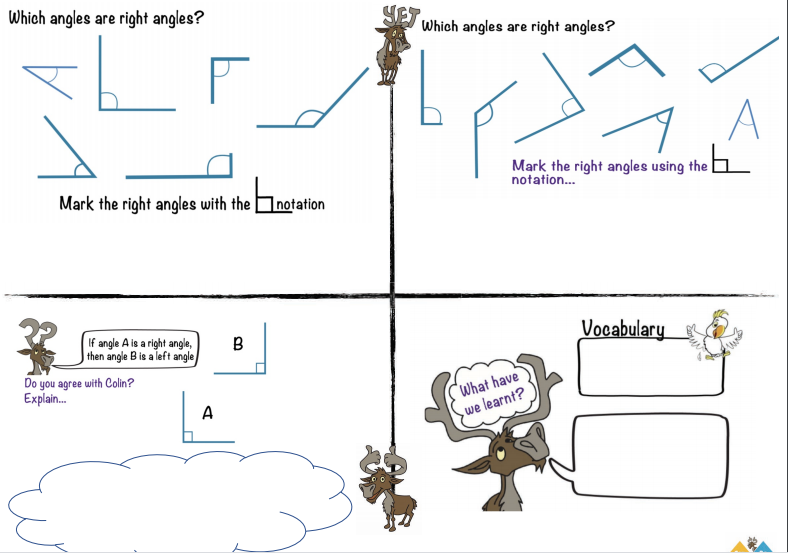 Which angles are right angles?
Mark the right angles with the
notation
YET
Which angles are right angles?
Mark the right angles using the
notation...
??
If angle A is a right angle,
then angle B is a left angle
Do you agree with Colin?
Explain...
B
A
Vocabulary
What have
we learnt?